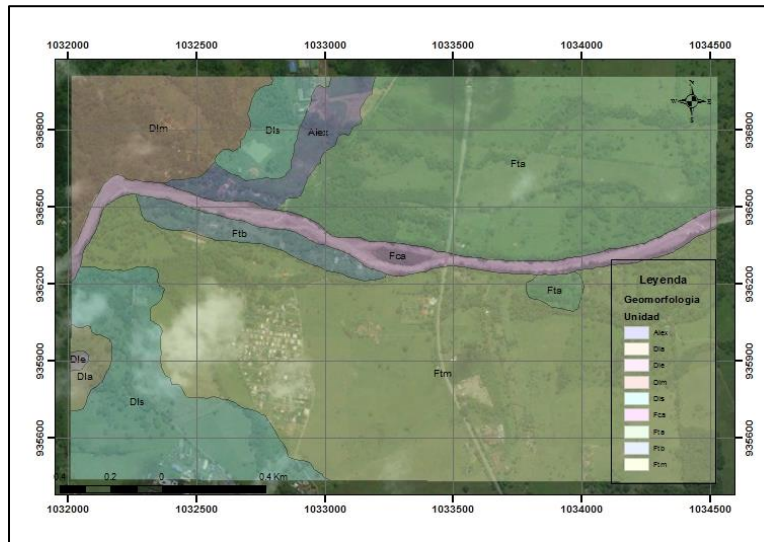 1032000 1032500 1033000 1033500 1034000 1034500
936800 936800
936500 936500
936200 936200
935900 935900
935600 935600
Dlm
Dls
Aiex
Fta
Ftb
Fca
Fta
Dle
Dla
Dls
Ftm
W E
S
Leyenda
Geomorfologia
Unidad
Aiex
Dla
Dle
Dlm
Dls
Fca
Fta
Ftb
Ftm
0.4 0.2 0 0.4 Km
1032000 1032500 1033000 1033500 1034000 1034500